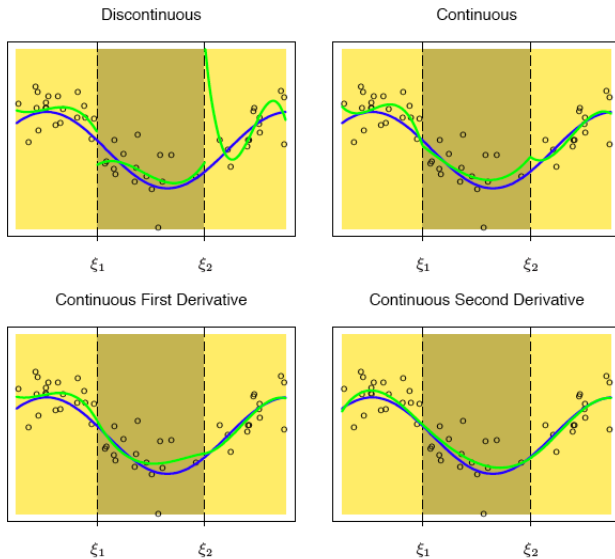 Discontinuous
Continuous
ξ1
ξ2
ξ1
ξ2
Continuous First Derivative
Continuous Second Derivative
ξ1
ξ2
ξ1
ξ2